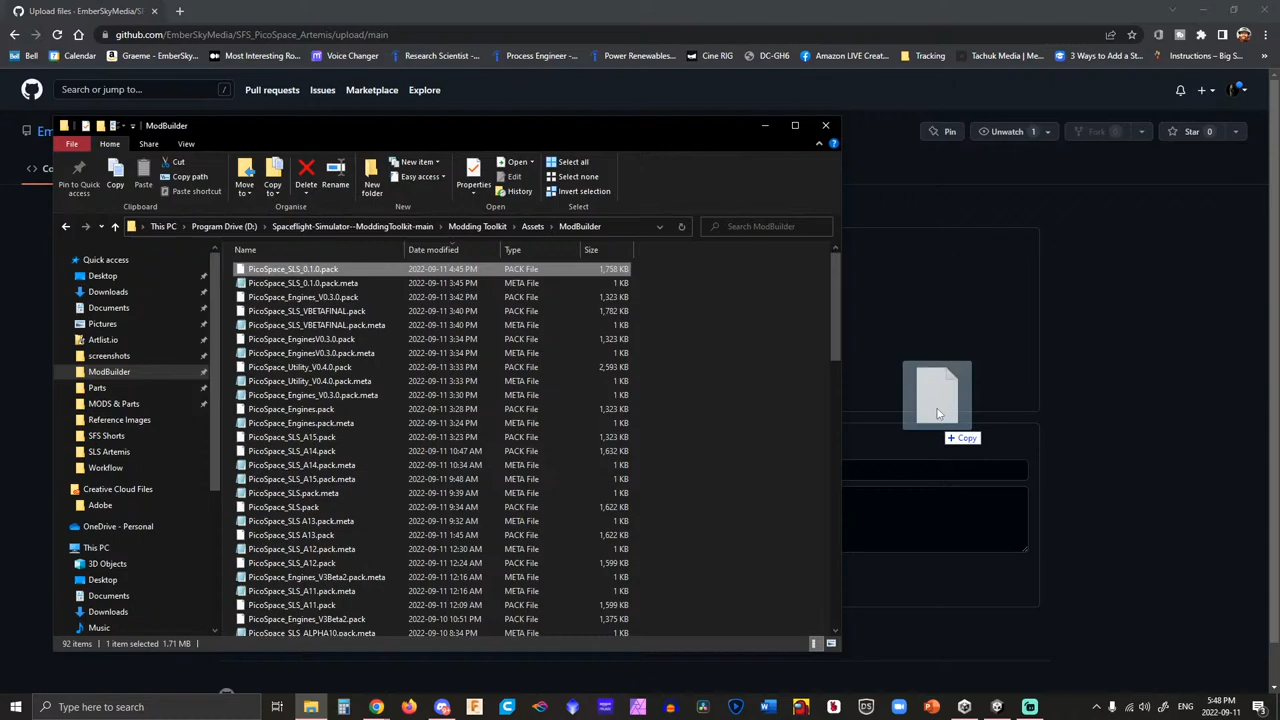 Upload files · EmberSkyMedia/S
github.com/EmberSkyMedia/SFS_PicoSpace_Artemis/upload/main
Bell
Calendar
Graeme - EmberSky...
Maximum FPS
Voice Changer
Research Scientist -...
Process Engineer -...
Power Renewables...
Cine RIG
DC-GH6
Amazon LIVE Creat...
Tracking
Tachuk Media | Me...
3 Ways to Add a St...
Instructions – Big S...
Search or jump to...
/
Pull requests
Issues
Marketplace
Explore
Pin
Unwatch 1
Fork 0
Star 0
ModBuilder
File
Home
Share
View
Pin to Quick access
Copy
Paste
Cut
Copy path
Paste shortcut
Move to
Copy to
Delete
Rename
New folder
New item
Easy access
Properties
Open
Edit
History
Select all
Select none
Invert selection
Clipboard
Organise
New
Open
Select
This PC > Program Drive (D:) > Spaceflight-Simulator--ModdingToolkit-main > Modding Toolkit > Assets > ModBuilder
Search ModBuilder
Name Date modified Type Size
Quick access
Desktop
Downloads
Documents
Pictures
Artlist.io
screenshots
ModBuilder
Parts
MODS & Parts
Reference Images
SFS Shorts
SLS Artemis
Workflow
Creative Cloud Files
Adobe
OneDrive - Personal
This PC
3D Objects
Desktop
Documents
Downloads
Music
PicoSpace_SLS_0.1.0.pack 2022-09-11 4:45 PM PACK File 1,758 KB
PicoSpace_SLS_0.1.0.pack.meta 2022-09-11 3:45 PM META File 1 KB
PicoSpace_Engines_V0.3.0.pack 2022-09-11 3:42 PM PACK File 1,323 KB
PicoSpace_SLS_VBETAFINAL.pack 2022-09-11 3:40 PM PACK File 1,782 KB
PicoSpace_SLS_VBETAFINAL.pack.meta 2022-09-11 3:40 PM META File 1 KB
PicoSpace_EnginesV0.3.0.pack 2022-09-11 3:34 PM PACK File 1,323 KB
PicoSpace_EnginesV0.3.0.pack.meta 2022-09-11 3:34 PM META File 1 KB
PicoSpace_Utility_V0.4.0.pack 2022-09-11 3:33 PM PACK File 2,593 KB
PicoSpace_Utility_V0.4.0.pack.meta 2022-09-11 3:33 PM META File 1 KB
PicoSpace_Engines_V0.3.0.pack.meta 2022-09-11 3:33 PM META File 1 KB
PicoSpace_Engines.pack 2022-09-11 3:28 PM PACK File 1,323 KB
PicoSpace_Engines.pack.meta 2022-09-11 3:24 PM META File 1 KB
PicoSpace_SLS_A15.pack 2022-09-11 3:23 PM PACK File 1,323 KB
PicoSpace_SLS_A14.pack 2022-09-11 10:47 AM PACK File 1,632 KB
PicoSpace_SLS_A14.pack.meta 2022-09-11 10:34 AM META File 1 KB
PicoSpace_SLS_A15.pack.meta 2022-09-11 9:48 AM META File 1 KB
PicoSpace_SLS.pack.meta 2022-09-11 9:39 AM META File 1 KB
PicoSpace_SLS.pack 2022-09-11 9:34 AM PACK File 1,622 KB
PicoSpace_SLS A13.pack.meta 2022-09-11 9:32 AM META File 1 KB
PicoSpace_SLS A13.pack 2022-09-11 1:45 AM PACK File 1,622 KB
PicoSpace_SLS_A12.pack.meta 2022-09-11 12:30 AM META File 1 KB
PicoSpace_SLS_A12.pack 2022-09-11 12:24 AM PACK File 1,599 KB
PicoSpace_Engines_V3Beta2.pack.meta 2022-09-11 12:16 AM META File 1 KB
PicoSpace_SLS_A11.pack.meta 2022-09-11 12:16 AM META File 1 KB
PicoSpace_SLS_A11.pack 2022-09-11 12:09 AM PACK File 1,599 KB
PicoSpace_Engines_V3Beta2.pack 2022-09-10 10:51 PM PACK File 1,375 KB
PicoSpace_SLS_ALPHA10.pack.meta 2022-09-10 8:34 PM META File 1 KB
+ Copy
92 items 1 item selected 1.71 MB
Type here to search
ENG
5:48 PM
2022-09-11